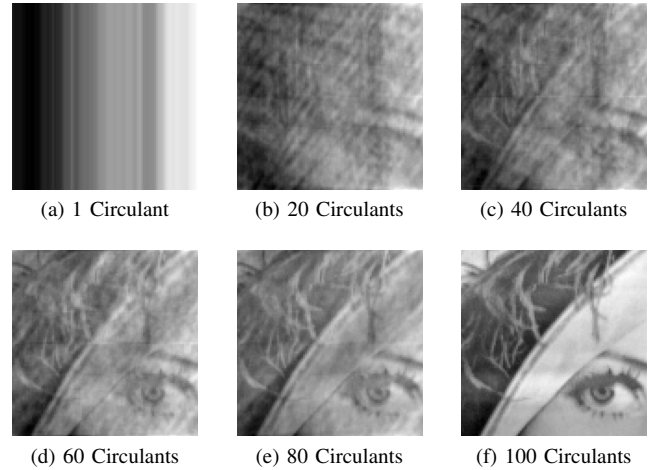 (a) 1 Circulant
(b) 20 Circulants
(c) 40 Circulants
(d) 60 Circulants
(e) 80 Circulants
(f) 100 Circulants